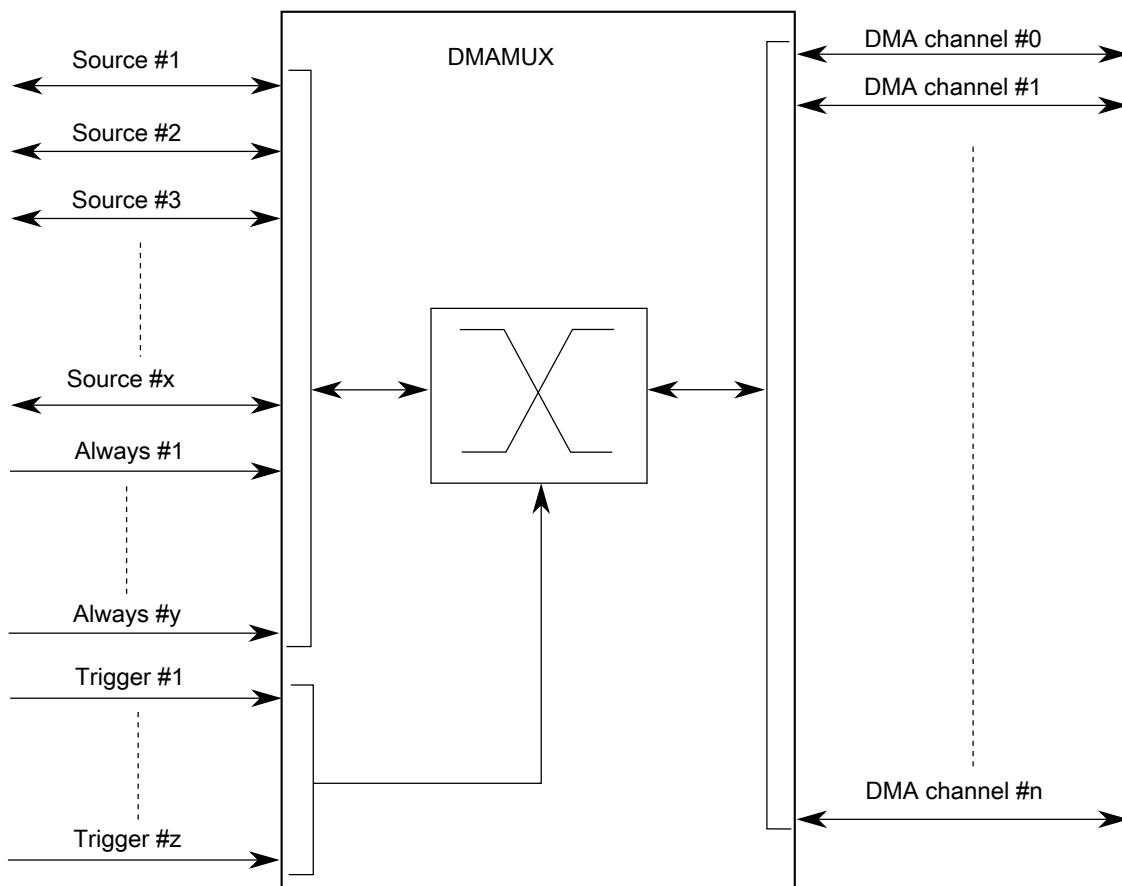 Source #1
Source #2
Source #3
Source #x
Always #1
Always #y
Trigger #1
Trigger #z
DMAMUX
DMA channel #0
DMA channel #1
DMA channel #n